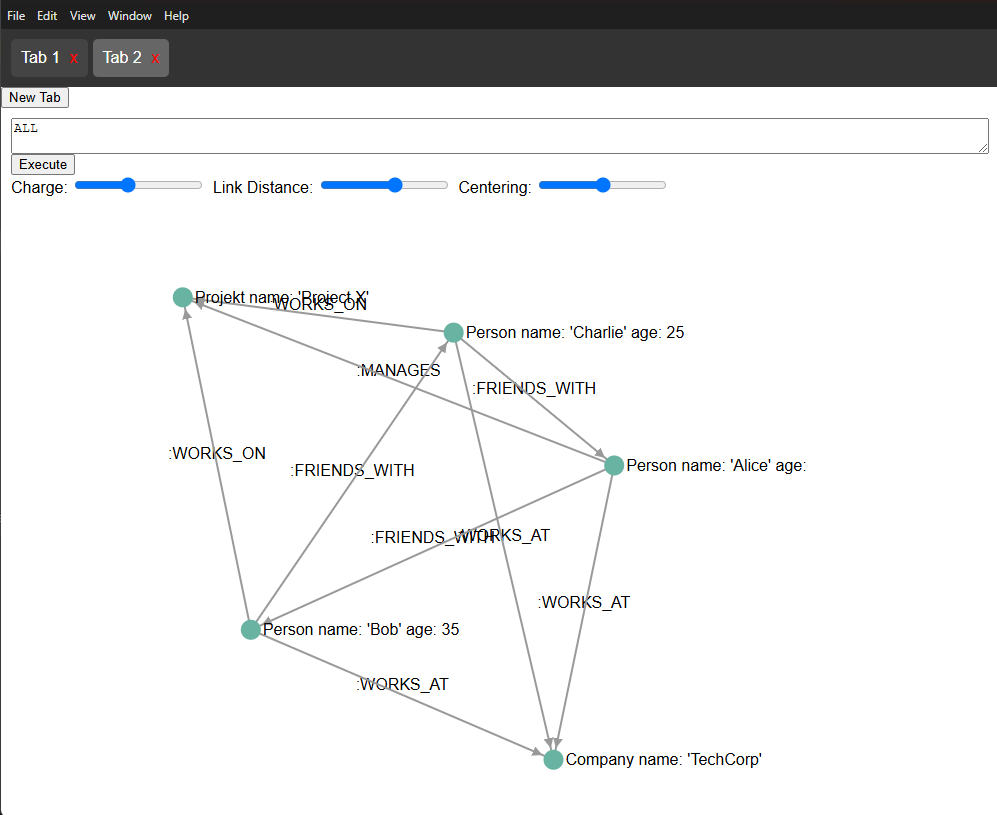 File Edit View Window Help
Tab 1 x Tab 2 x
New Tab
ALL
Execute
Charge: Link Distance: Centering:
Projekt name: 'Project X'
:WORKS_ON
Person name: 'Charlie' age: 25
:MANAGES
:FRIENDS_WITH
:WORKS_ON
Person name: 'Alice' age:
:FRIENDS_WITH
:FRIENDS_WITH
:WORKS_AT
:WORKS_AT
Person name: 'Bob' age: 35
:WORKS_AT
Company name: 'TechCorp'